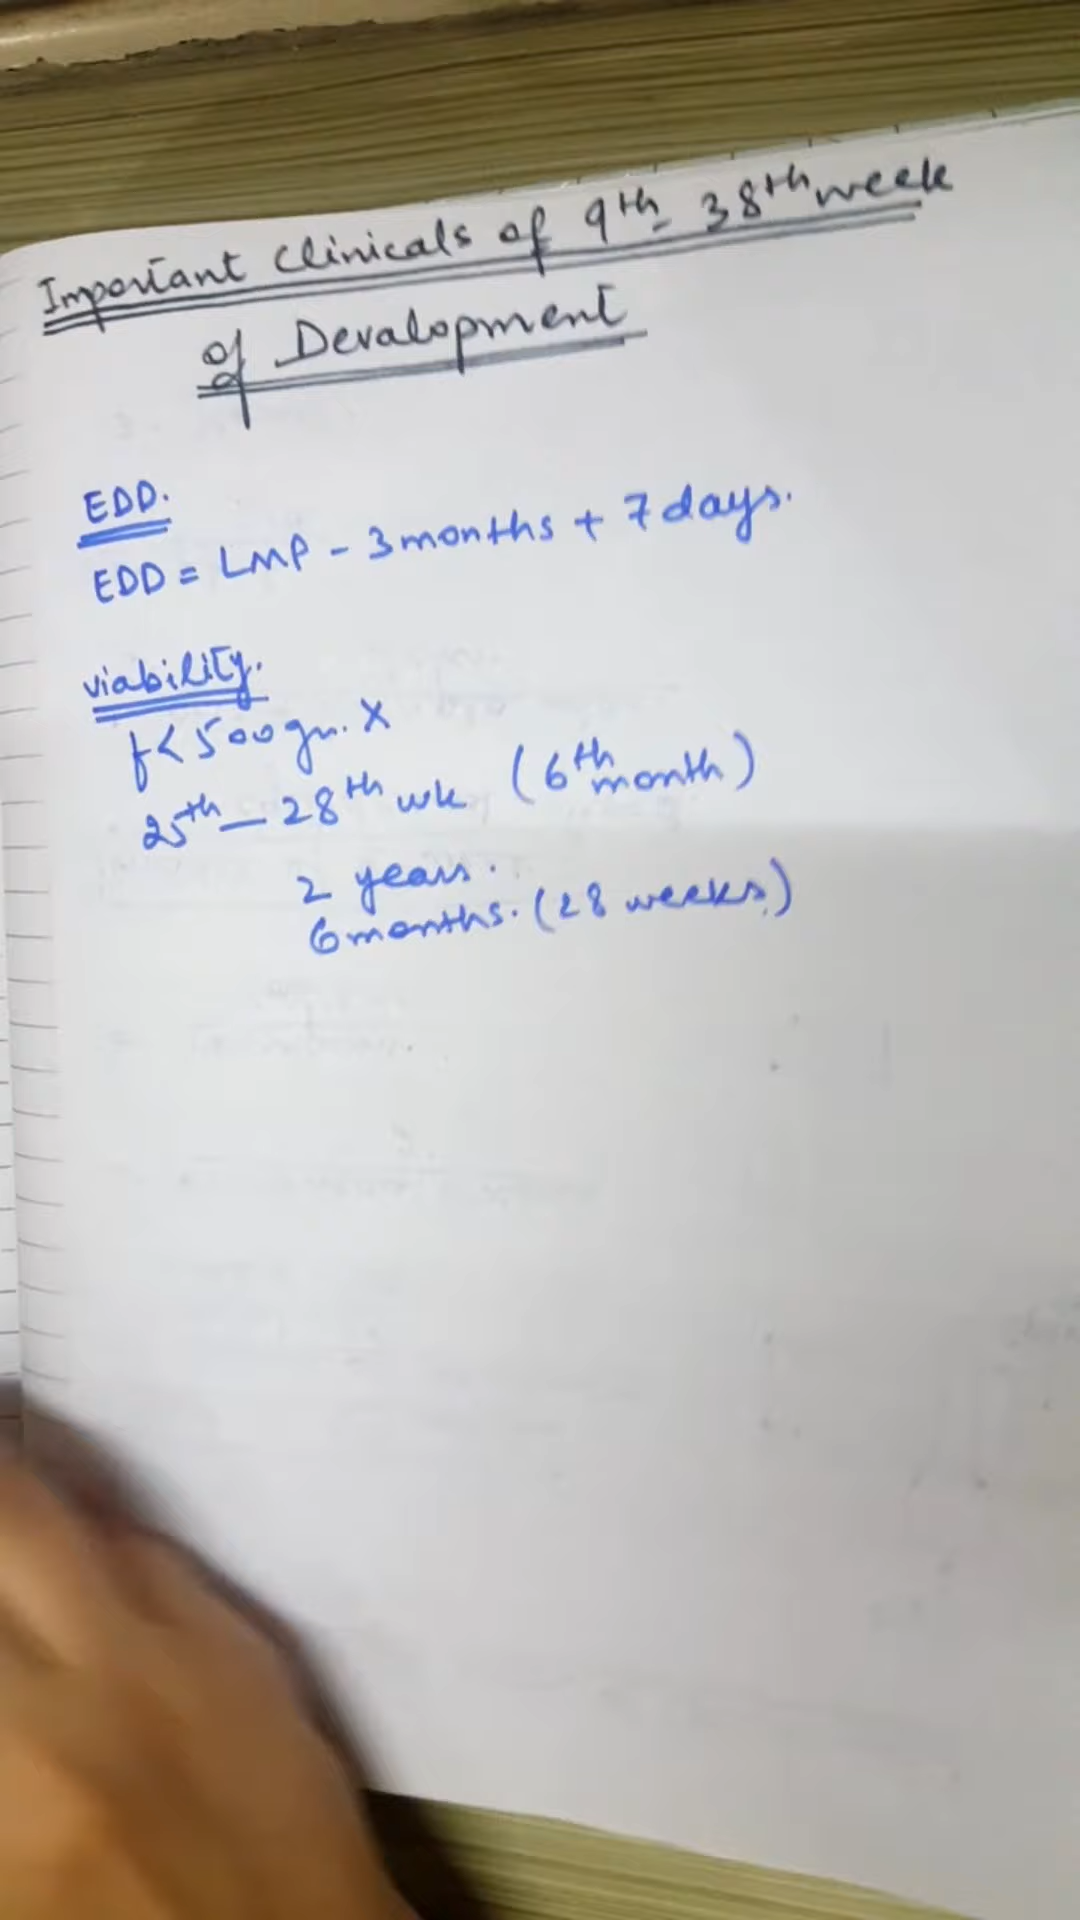 Important Clinicals of 9th - 38th week
of Devalopment
EDD.
EDD = LMP - 3 months + 7 days.
viability.
f < 500 gm. X
25th — 28th wk (6th month)
2 years.
6 months. (28 weeks)